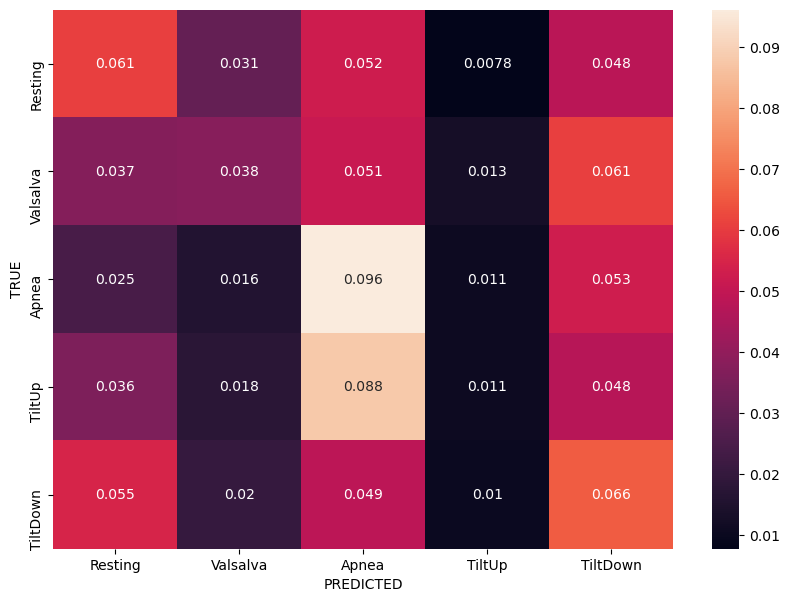 TRUE
Resting 0.061 0.031 0.052 0.0078 0.048
Valsalva 0.037 0.038 0.051 0.013 0.061
Apnea 0.025 0.016 0.096 0.011 0.053
TiltUp 0.036 0.018 0.088 0.011 0.048
TiltDown 0.055 0.02 0.049 0.01 0.066
Resting Valsalva Apnea TiltUp TiltDown
PREDICTED
0.09
0.08
0.07
0.06
0.05
0.04
0.03
0.02
0.01